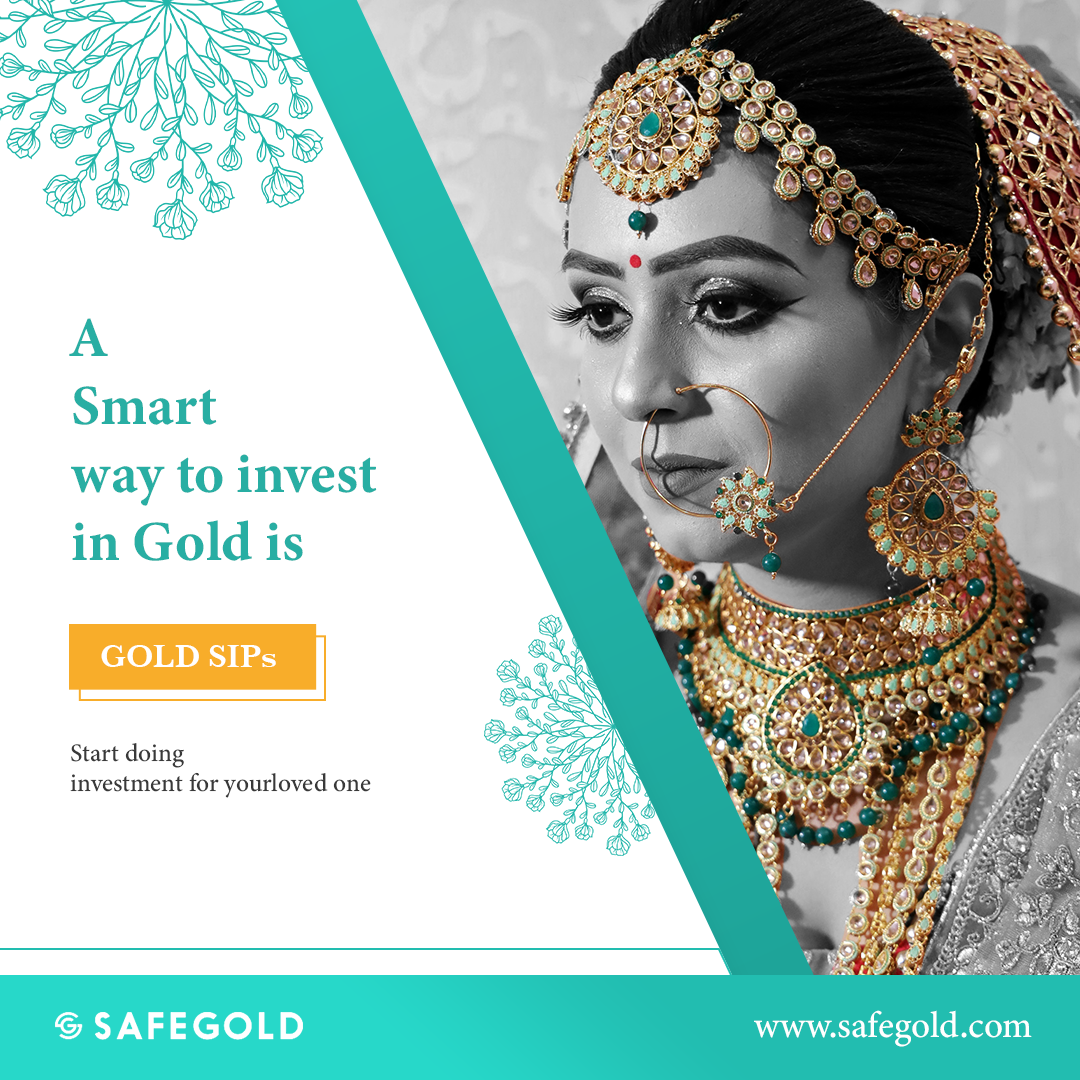 A
Smart
way to invest
in Gold is
GOLD SIPs
Start doing
investment for yourloved one
SAFEGOLD
www.safegold.com